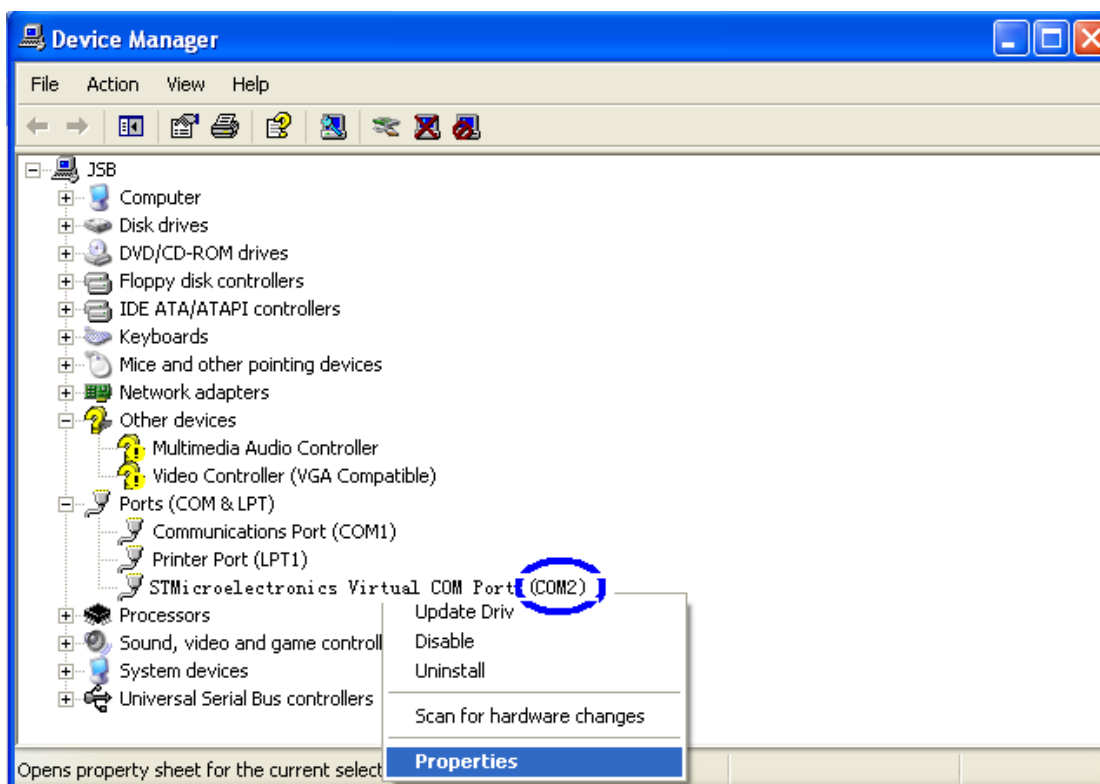 Device Manager
File Action View Help
JSB
Computer
Disk drives
DVD/CD-ROM drives
Floppy disk controllers
IDE ATA/ATAPI controllers
Keyboards
Mice and other pointing devices
Network adapters
Other devices
Multimedia Audio Controller
Video Controller (VGA Compatible)
Ports (COM & LPT)
Communications Port (COM1)
Printer Port (LPT1)
STMicroelectronics Virtual COM Port (COM2)
Update Driv
Processors
Disable
Sound, video and game controll
Uninstall
System devices
Universal Serial Bus controllers
Scan for hardware changes
Properties
Opens property sheet for the current select